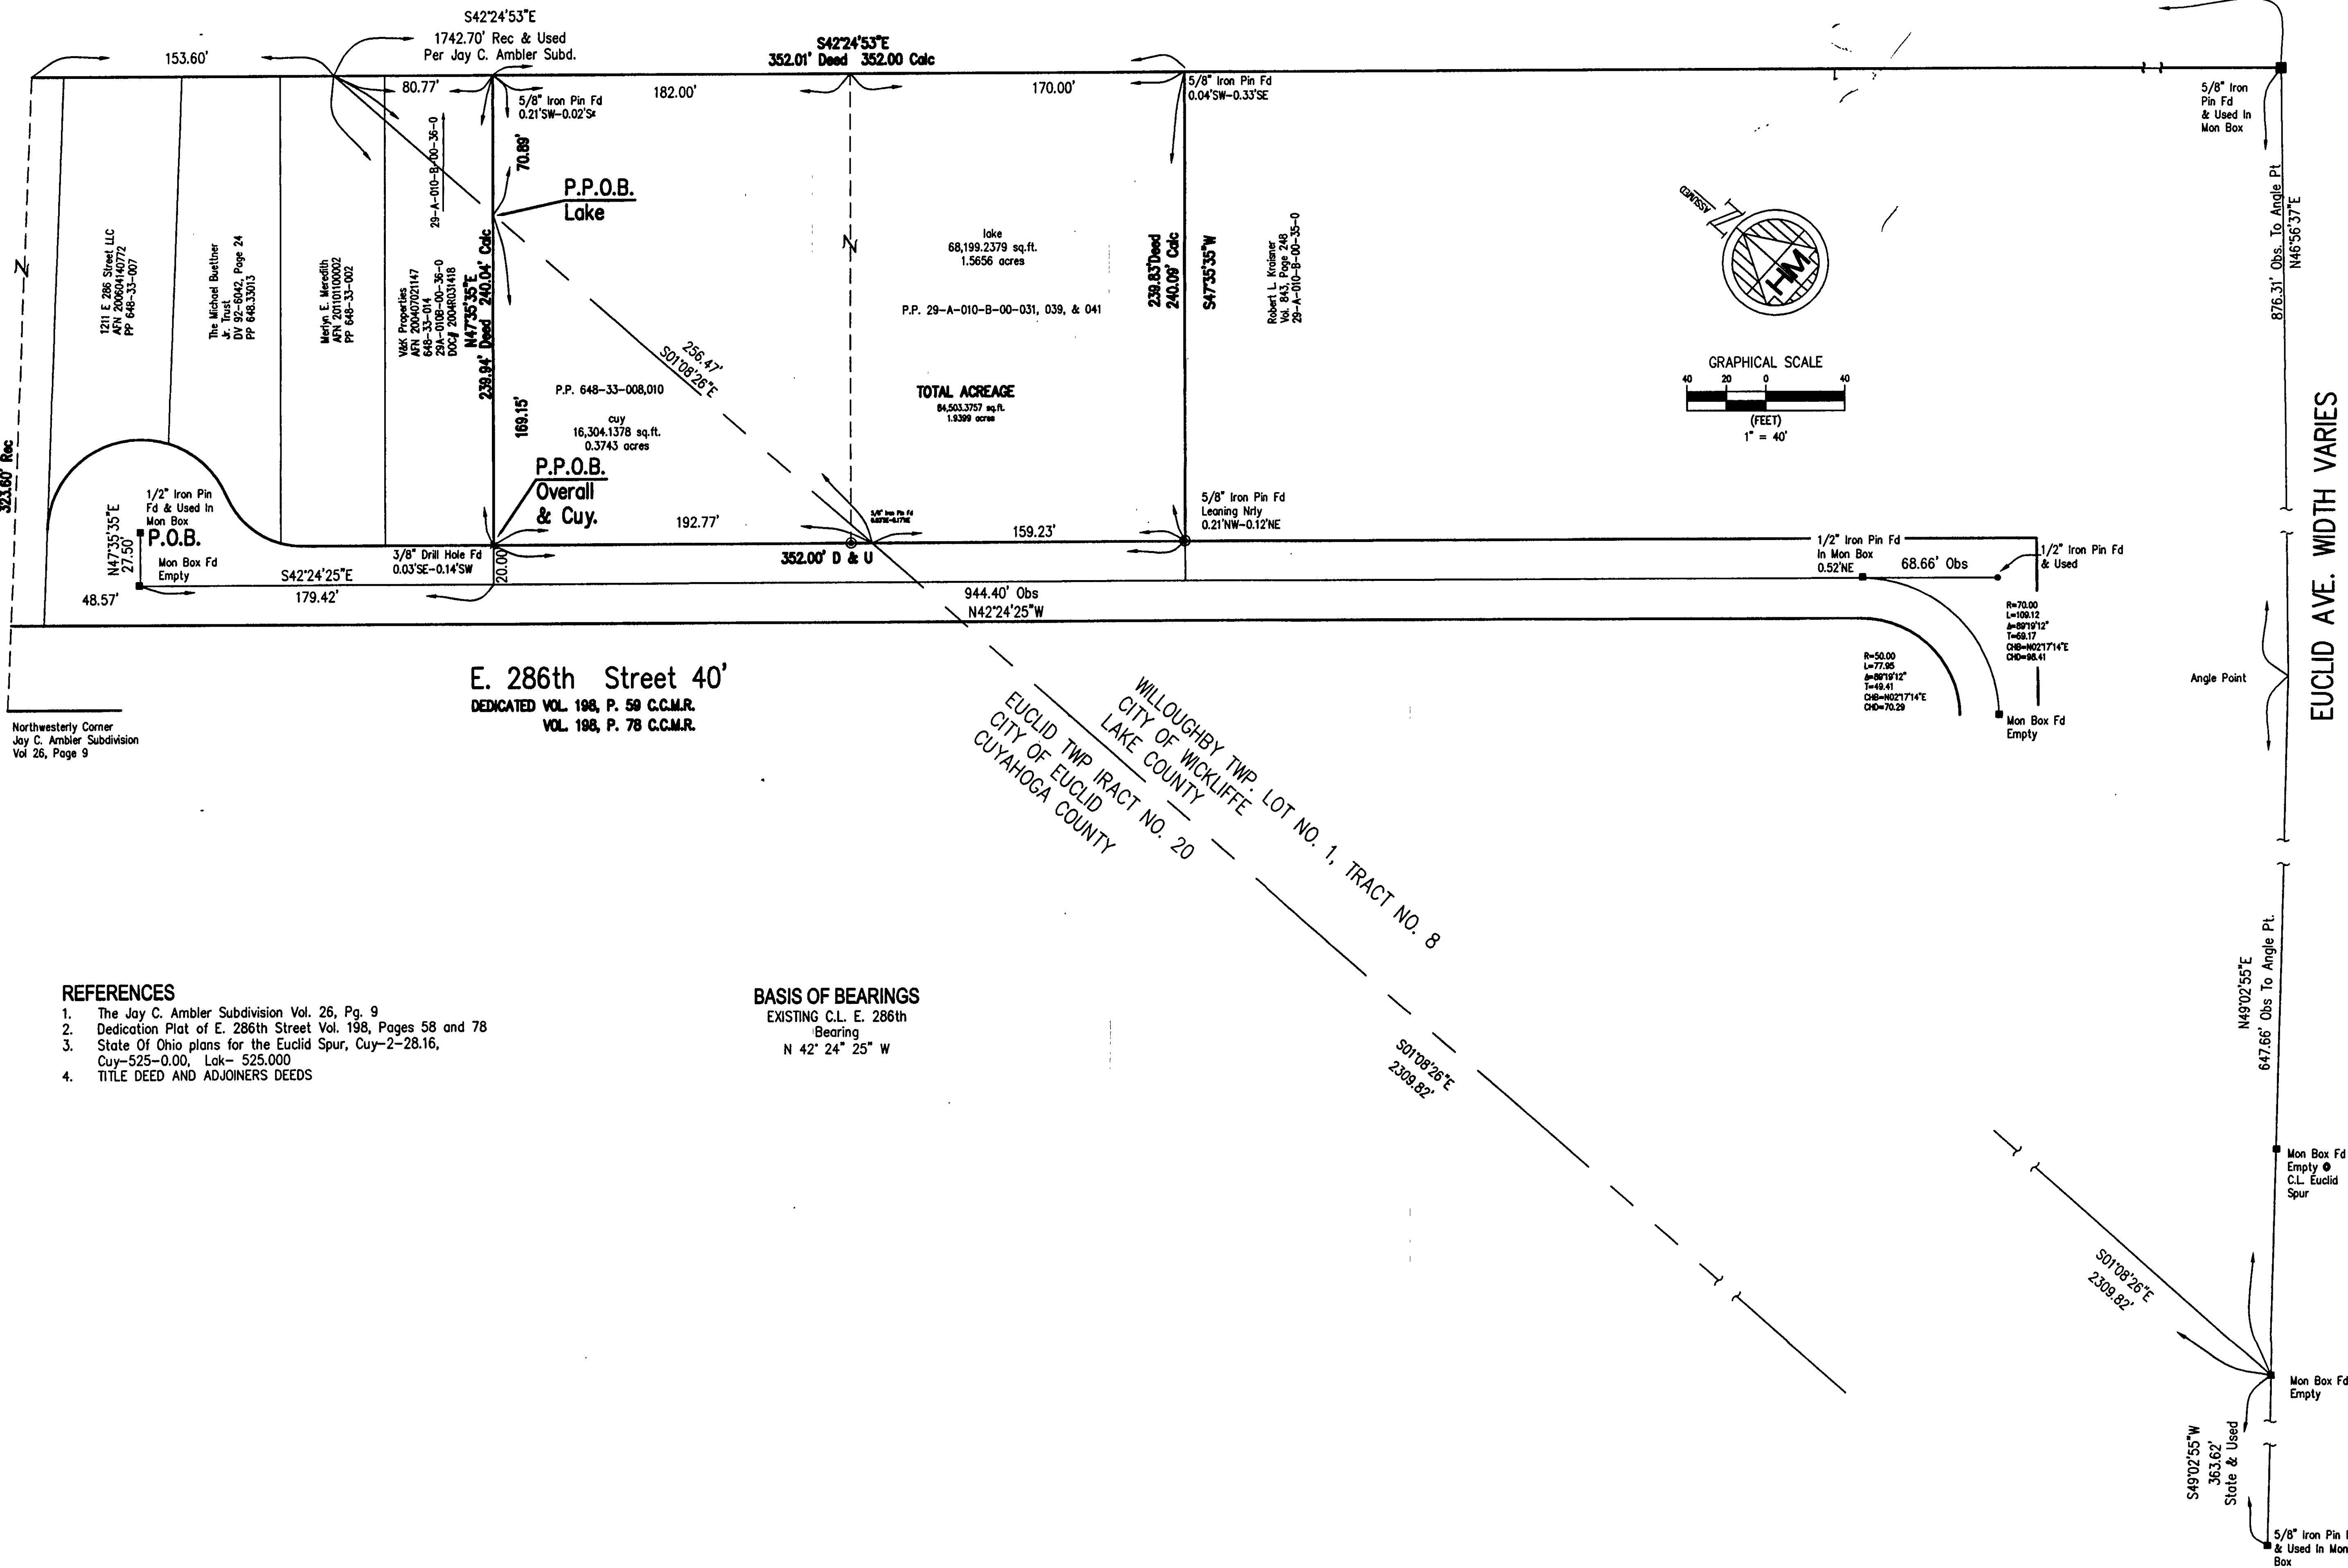 S42°24'53"E
1742.70' Rec & Used
Per Jay C. Ambler Subd.
153.60'
S42°24'53"E
352.01' Deed 352.00 Calc
80.77'
182.00'
170.00'
5/8" Iron Pin Fd
0.21'SW-0.02'SE
5/8" Iron Pin Fd
0.04'SW-0.33'SE
5/8" Iron
Pin Fd
& Used In
Mon Box
876.31' Obs. To Angle Pt
N46°56'37"E
29-A-010-B-00-36-0
70.89'
P.P.O.B.
Lake
1211 E 286 Street LLC
AFN 200604140772
PP 648-33-007
The Michael Buettner
Jr. Trust
DV 92-6042, Page 24
PP 648.33013
Merlyn E. Meredith
AFN 201101100002
PP 648-33-002
V&K Properties
AFN 200407021147
648-33-014
29A-010B-00-36-0
DOC# 2004R031418
N47°35'35"E
239.94' Deed 240.04' Calc
169.15'
256.47'
S01°08'26"E
lake
68,199.2379 sq.ft.
1.5656 acres
P.P. 29-A-010-B-00-031, 039, & 041
239.83'Deed
240.09' Calc
S47°35'35"W
Robert L. Kraisner
Vol. 843, Page 248
29-A-010-B-00-35-0
ASSUMED
N
HM
GRAPHICAL SCALE
40 20 0 40
(FEET)
1" = 40'
EUCLID AVE. WIDTH VARIES
P.P. 648-33-008,010
cuy
16,304.1378 sq.ft.
0.3743 acres
TOTAL ACREAGE
84,503.3757 sq.ft.
1.9399 acres
P.P.O.B.
Overall
& Cuy.
323.60' Rec
1/2" Iron Pin
Fd & Used In
Mon Box
P.O.B.
Mon Box Fd
Empty
N47°35'35"E
27.50'
48.57'
S42°24'25"E
179.42'
3/8" Drill Hole Fd
0.03'SE-0.14'SW
20.00'
192.77'
5/8" Iron Pin Fd
352.00' D & U
159.23'
5/8" Iron Pin Fd
Leaning Nrly
0.21'NW-0.12'NE
944.40' Obs
N42°24'25"W
1/2" Iron Pin Fd
In Mon Box
0.52'NE
68.66' Obs
1/2" Iron Pin Fd
& Used
R=70.00
L=109.12
Δ=89°19'12"
T=69.17
CHB=N02°17'14"E
CHD=98.41
R=50.00
L=77.95
Δ=89°19'12"
T=49.41
CHB=N02°17'14"E
CHD=70.29
Mon Box Fd
Empty
Angle Point
E. 286th Street 40'
DEDICATED VOL. 198, P. 59 C.C.M.R.
VOL. 198, P. 78 C.C.M.R.
Northwesterly Corner
Jay C. Ambler Subdivision
Vol 26, Page 9
WILLOUGHBY TWP. LOT NO. 1, TRACT NO. 8
CITY OF WICKLIFFE
LAKE COUNTY
EUCLID TWP IRACT NO. 20
CITY OF EUCLID
CUYAHOGA COUNTY
N49°02'55"E
647.66' Obs To Angle Pt.
REFERENCES
1. The Jay C. Ambler Subdivision Vol. 26, Pg. 9
2. Dedication Plat of E. 286th Street Vol. 198, Pages 58 and 78
3. State Of Ohio plans for the Euclid Spur, Cuy-2-28.16,
Cuy-525-0.00, Lak- 525.000
4. TITLE DEED AND ADJOINERS DEEDS
BASIS OF BEARINGS
EXISTING C.L. E. 286th
Bearing
N 42° 24" 25" W
S01°08'26"E
2309.82'
Mon Box Fd
Empty @
C.L. Euclid
Spur
S01°08'26"E
2309.82'
Mon Box Fd
Empty
S49°02'55"W
363.62'
State & Used
5/8" Iron Pin
& Used In Mon
Box